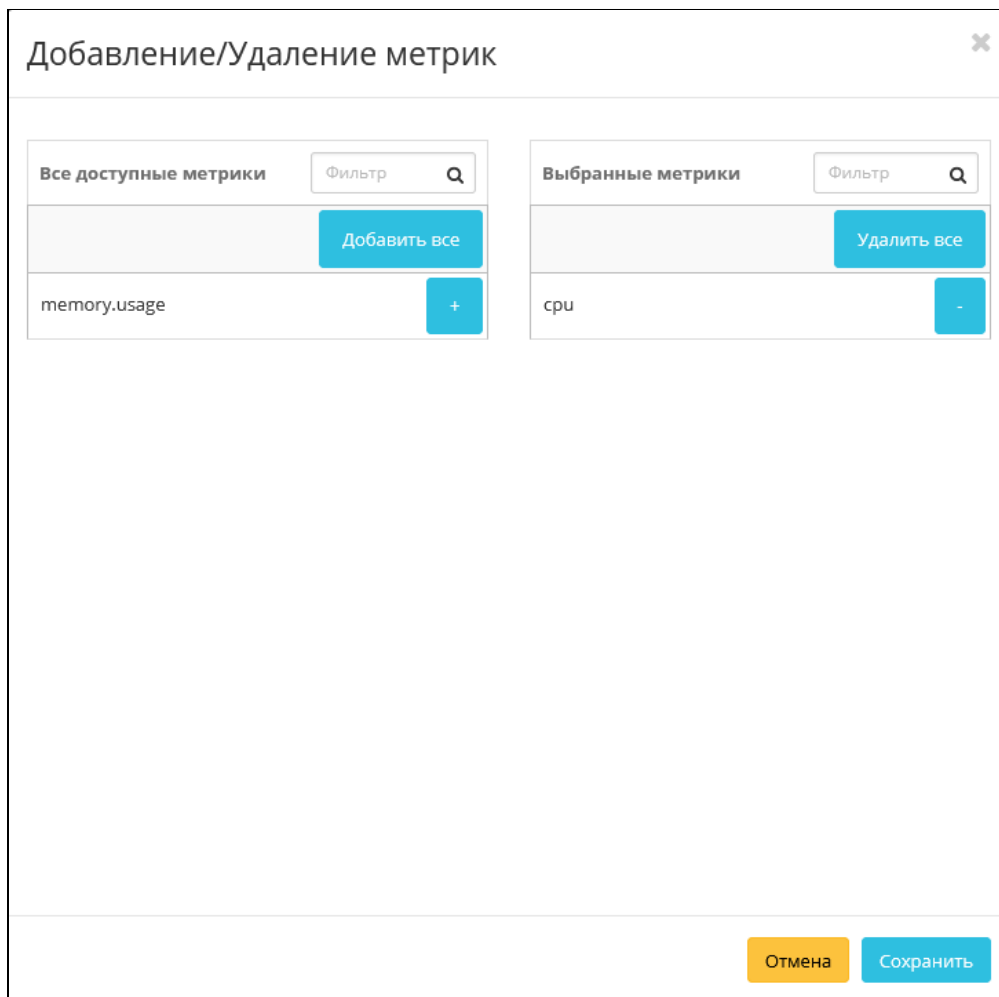 Добавление/Удаление метрик
Все доступные метрики Фильтр
Добавить все
memory.usage +
Выбранные метрики Фильтр
Удалить все
cpu -
Отмена Сохранить